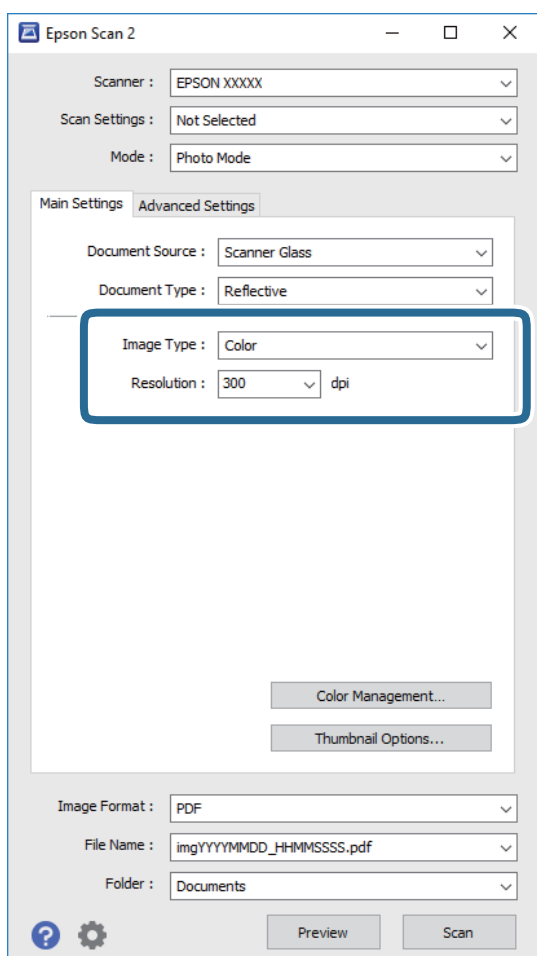 Epson Scan 2
Scanner : EPSON XXXXX
Scan Settings : Not Selected
Mode : Photo Mode
Main Settings Advanced Settings
Document Source : Scanner Glass
Document Type : Reflective
Image Type : Color
Resolution : 300 dpi
Color Management...
Thumbnail Options...
Image Format : PDF
File Name : imgYYYYMMDD_HHMMSSSS.pdf
Folder : Documents
? Preview Scan